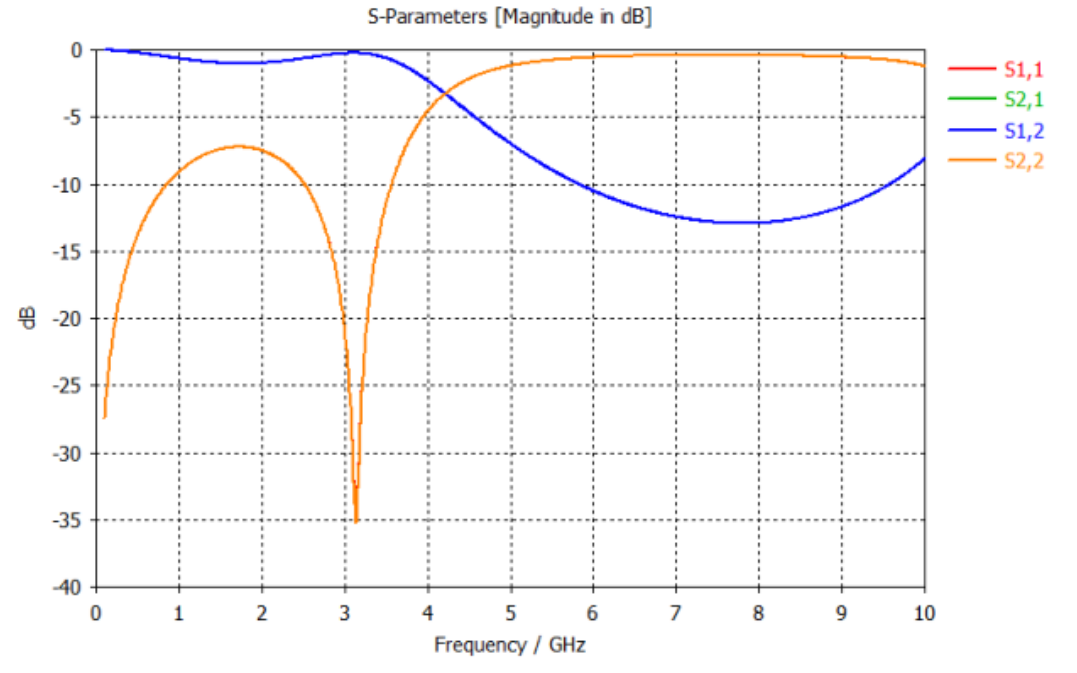 S-Parameters [Magnitude in dB]
0
-5
-10
-15
-20
-25
-30
-35
-40
dB
0 1 2 3 4 5 6 7 8 9 10
Frequency / GHz
S1,1
S2,1
S1,2
S2,2